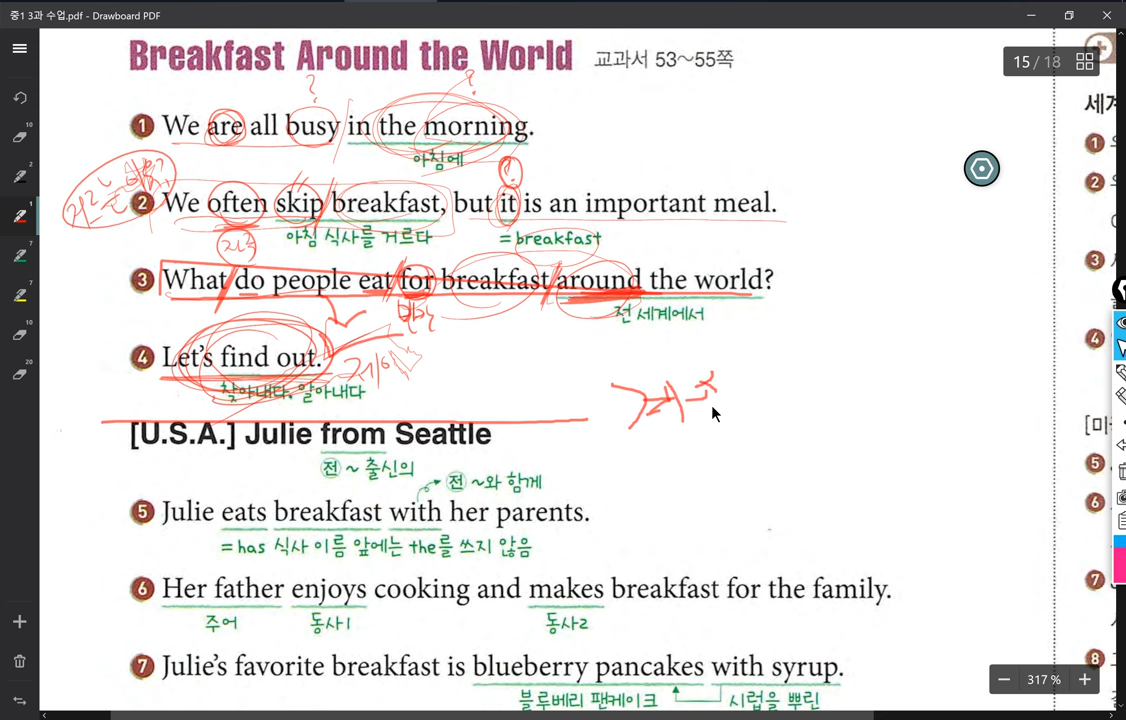 중1 3과 수업.pdf - Drawboard PDF
Breakfast Around the World 교과서 53~55쪽
15 / 18
세계
? ?
1 We are all busy in the morning.
아침에
2 We often skip breakfast, but it is an important meal.
자주 아침 식사를 거르다 = breakfast
3 What do people eat for breakfast around the world?
전 세계에서
4 Let's find out.
찾아내다, 알아내다
[U.S.A.] Julie from Seattle
전 ~ 출신의
전 ~와 함께
5 Julie eats breakfast with her parents.
= has 식사 이름 앞에는 the를 쓰지 않음
6 Her father enjoys cooking and makes breakfast for the family.
주어 동사1 동사2
7 Julie's favorite breakfast is blueberry pancakes with syrup.
블루베리 팬케이크 시럽을 뿌린
317 %